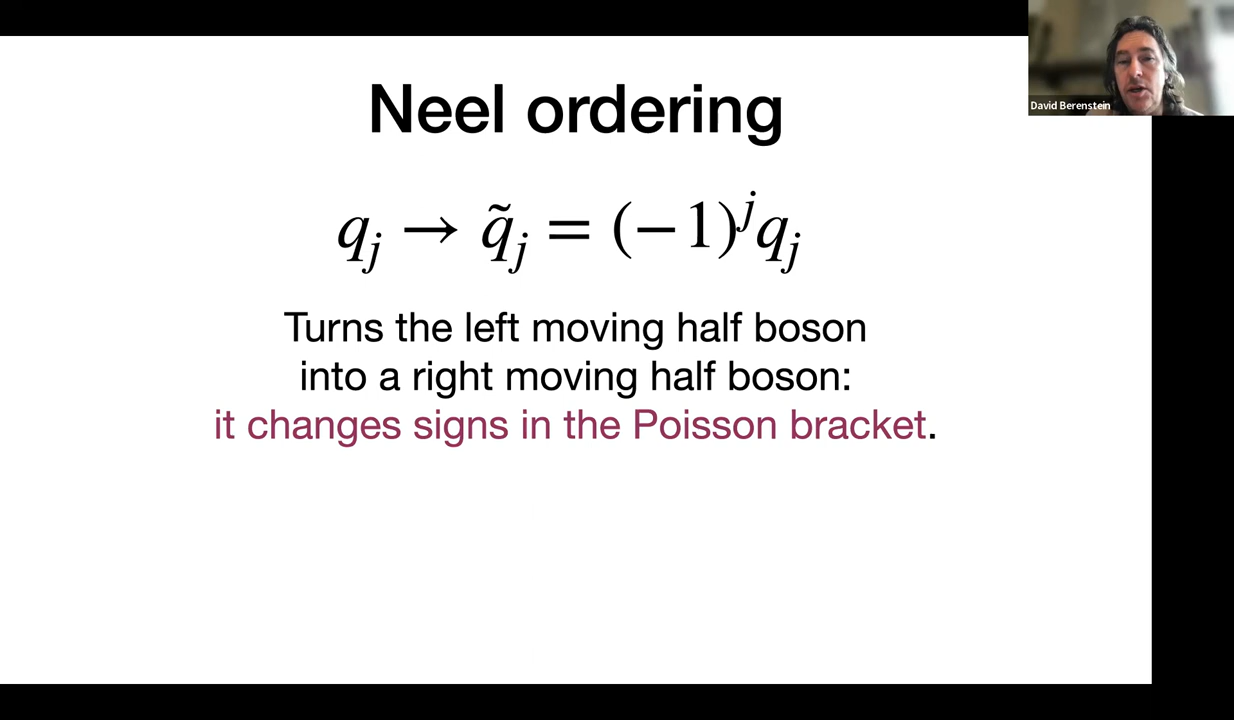 David Berenstein
Neel ordering
q_j → q̃_j = (−1)^j q_j
Turns the left moving half boson
into a right moving half boson:
it changes signs in the Poisson bracket.